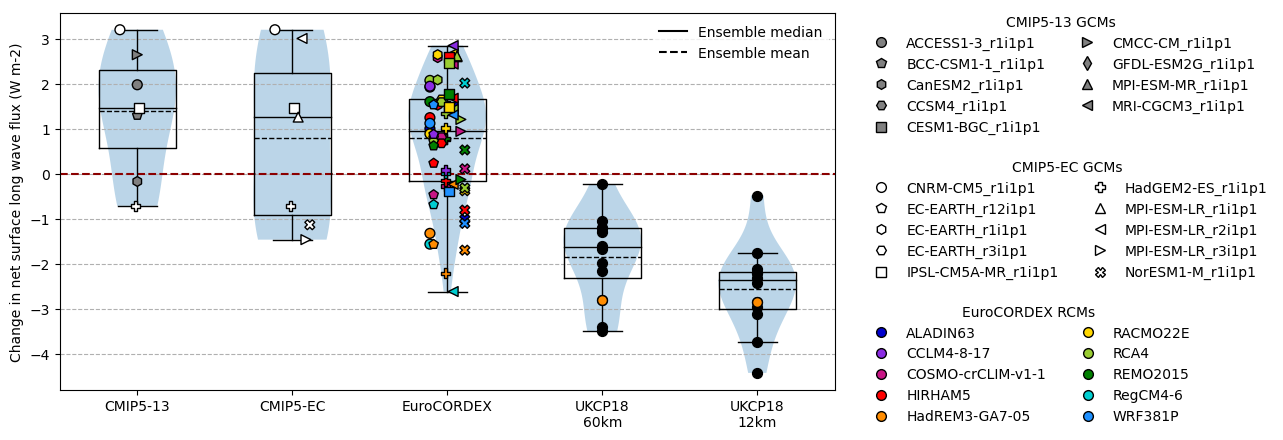 Change in net surface long wave flux (W m-2)
3
2
1
0
−1
−2
−3
−4
Ensemble median
Ensemble mean
CMIP5-13
CMIP5-EC
EuroCORDEX
UKCP18
60km
UKCP18
12km
CMIP5-13 GCMs
ACCESS1-3_r1i1p1
BCC-CSM1-1_r1i1p1
CanESM2_r1i1p1
CCSM4_r1i1p1
CESM1-BGC_r1i1p1
CMCC-CM_r1i1p1
GFDL-ESM2G_r1i1p1
MPI-ESM-MR_r1i1p1
MRI-CGCM3_r1i1p1
CMIP5-EC GCMs
CNRM-CM5_r1i1p1
EC-EARTH_r12i1p1
EC-EARTH_r1i1p1
EC-EARTH_r3i1p1
IPSL-CM5A-MR_r1i1p1
HadGEM2-ES_r1i1p1
MPI-ESM-LR_r1i1p1
MPI-ESM-LR_r2i1p1
MPI-ESM-LR_r3i1p1
NorESM1-M_r1i1p1
EuroCORDEX RCMs
ALADIN63
CCLM4-8-17
COSMO-crCLIM-v1-1
HIRHAM5
HadREM3-GA7-05
RACMO22E
RCA4
REMO2015
RegCM4-6
WRF381P